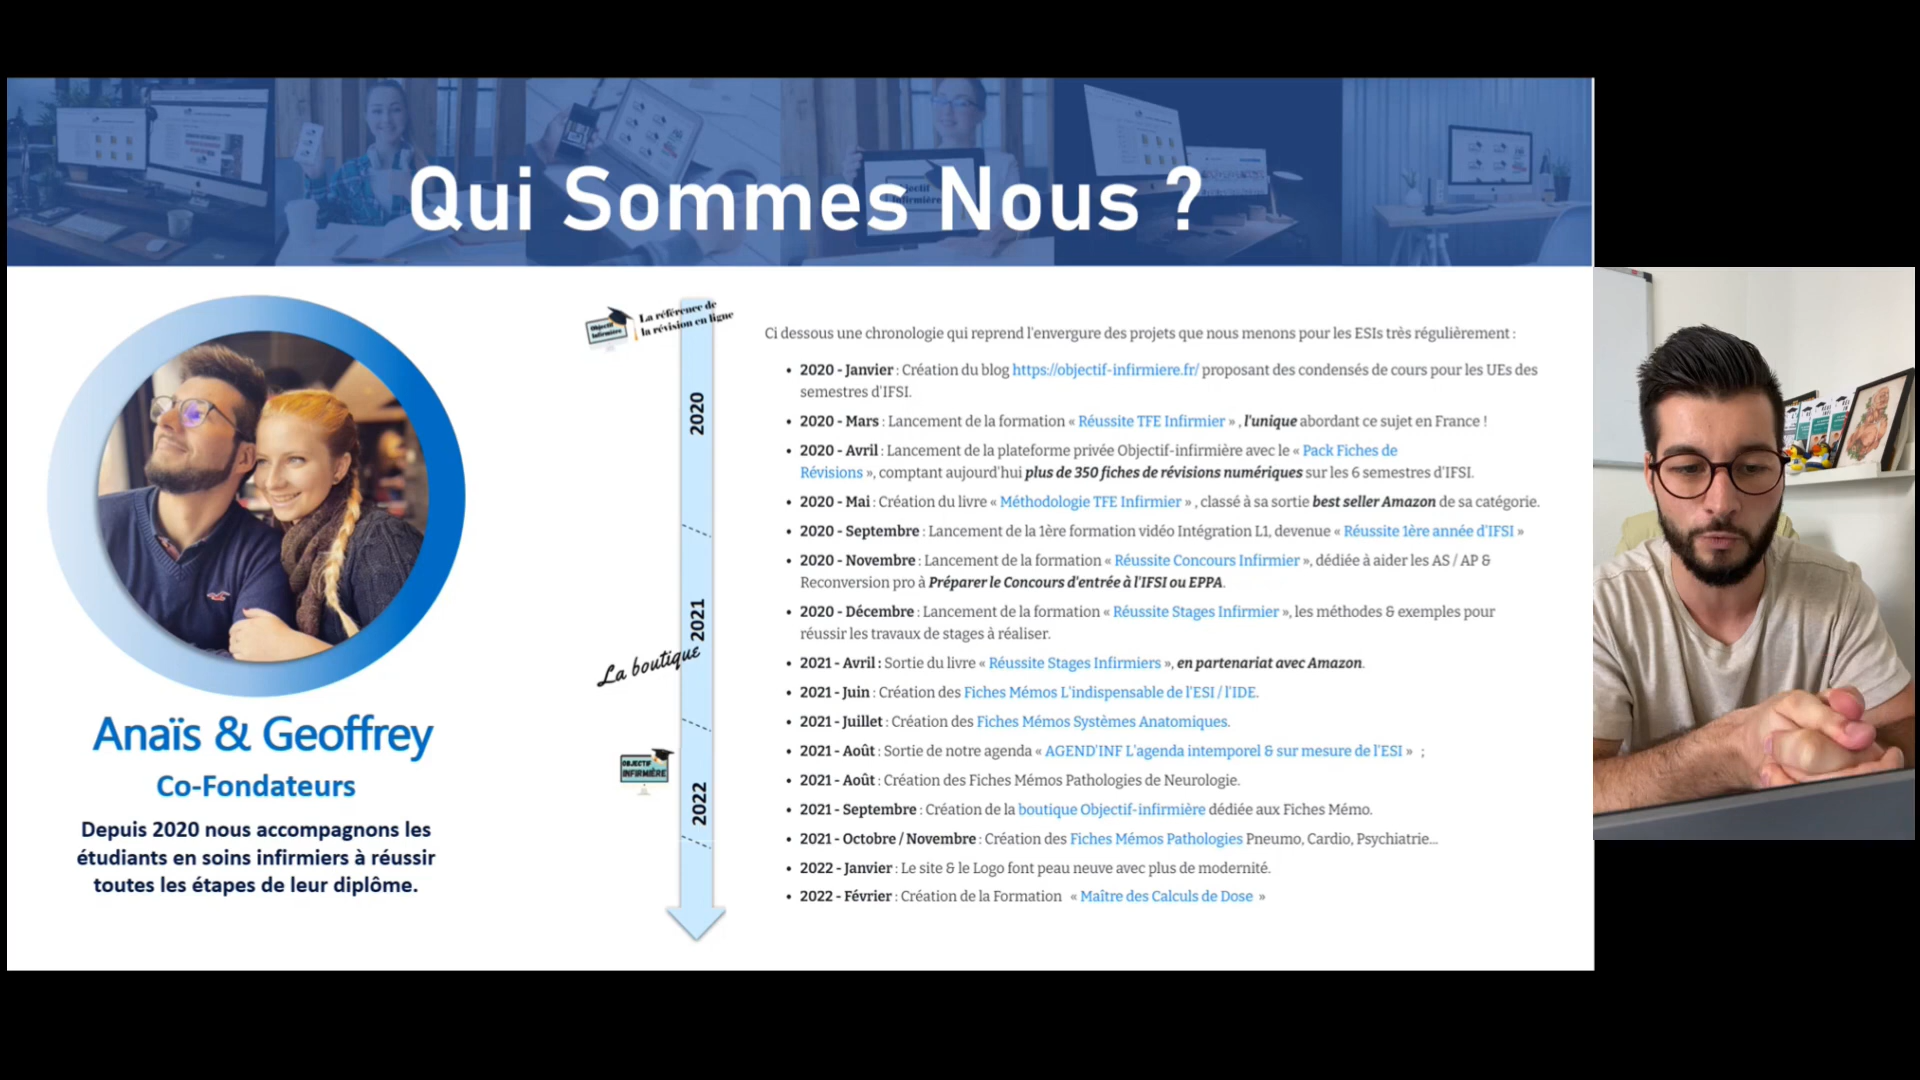 Qui Sommes Nous ?
Objectif
Infirmière
La référence de
la révision en ligne
2020
2021
La boutique
OBJECTIF
INFIRMIÈRE
2022
Anaïs & Geoffrey
Co-Fondateurs
Depuis 2020 nous accompagnons les
étudiants en soins infirmiers à réussir
toutes les étapes de leur diplôme.
Ci dessous une chronologie qui reprend l'envergure des projets que nous menons pour les ESIs très régulièrement :
• 2020 - Janvier : Création du blog https://objectif-infirmiere.fr/ proposant des condensés de cours pour les UEs des
semestres d'IFSI.
• 2020 - Mars : Lancement de la formation « Réussite TFE Infirmier » , l'unique abordant ce sujet en France !
• 2020 - Avril : Lancement de la plateforme privée Objectif-infirmière avec le « Pack Fiches de
Révisions », comptant aujourd'hui plus de 350 fiches de révisions numériques sur les 6 semestres d'IFSI.
• 2020 - Mai : Création du livre « Méthodologie TFE Infirmier » , classé à sa sortie best seller Amazon de sa catégorie.
• 2020 - Septembre : Lancement de la 1ère formation vidéo Intégration L1, devenue « Réussite 1ère année d'IFSI »
• 2020 - Novembre : Lancement de la formation « Réussite Concours Infirmier », dédiée à aider les AS / AP &
Reconversion pro à Préparer le Concours d'entrée à l'IFSI ou EPPA.
• 2020 - Décembre : Lancement de la formation « Réussite Stages Infirmier », les méthodes & exemples pour
réussir les travaux de stages à réaliser.
• 2021 - Avril : Sortie du livre « Réussite Stages Infirmiers », en partenariat avec Amazon.
• 2021 - Juin : Création des Fiches Mémos L'indispensable de l'ESI / l'IDE.
• 2021 - Juillet : Création des Fiches Mémos Systèmes Anatomiques.
• 2021 - Août : Sortie de notre agenda « AGEND'INF L'agenda intemporel & sur mesure de l'ESI » ;
• 2021 - Août : Création des Fiches Mémos Pathologies de Neurologie.
• 2021 - Septembre : Création de la boutique Objectif-infirmière dédiée aux Fiches Mémo.
• 2021 - Octobre / Novembre : Création des Fiches Mémos Pathologies Pneumo, Cardio, Psychiatrie...
• 2022 - Janvier : Le site & le Logo font peau neuve avec plus de modernité.
• 2022 - Février : Création de la Formation « Maître des Calculs de Dose »